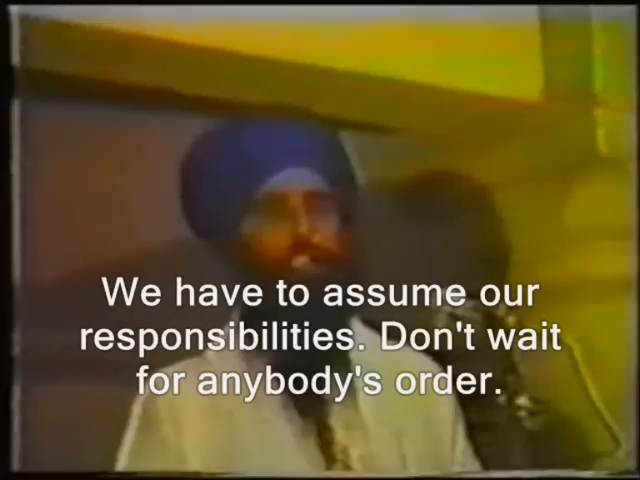 We have to assume our
responsibilities. Don't wait
for anybody's order.